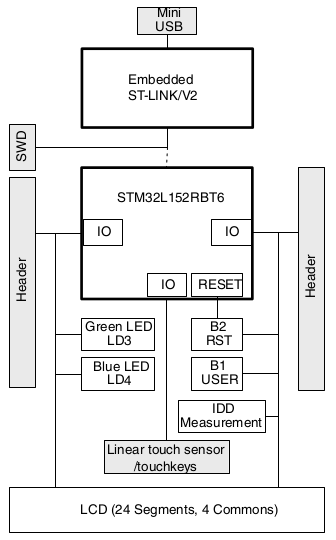 Mini
USB
Embedded
ST-LINK/V2
SWD
STM32L152RBT6
IO
IO
Header
Header
IO
RESET
Green LED
LD3
B2
RST
Blue LED
LD4
B1
USER
IDD
Measurement
Linear touch sensor
/touchkeys
LCD (24 Segments, 4 Commons)